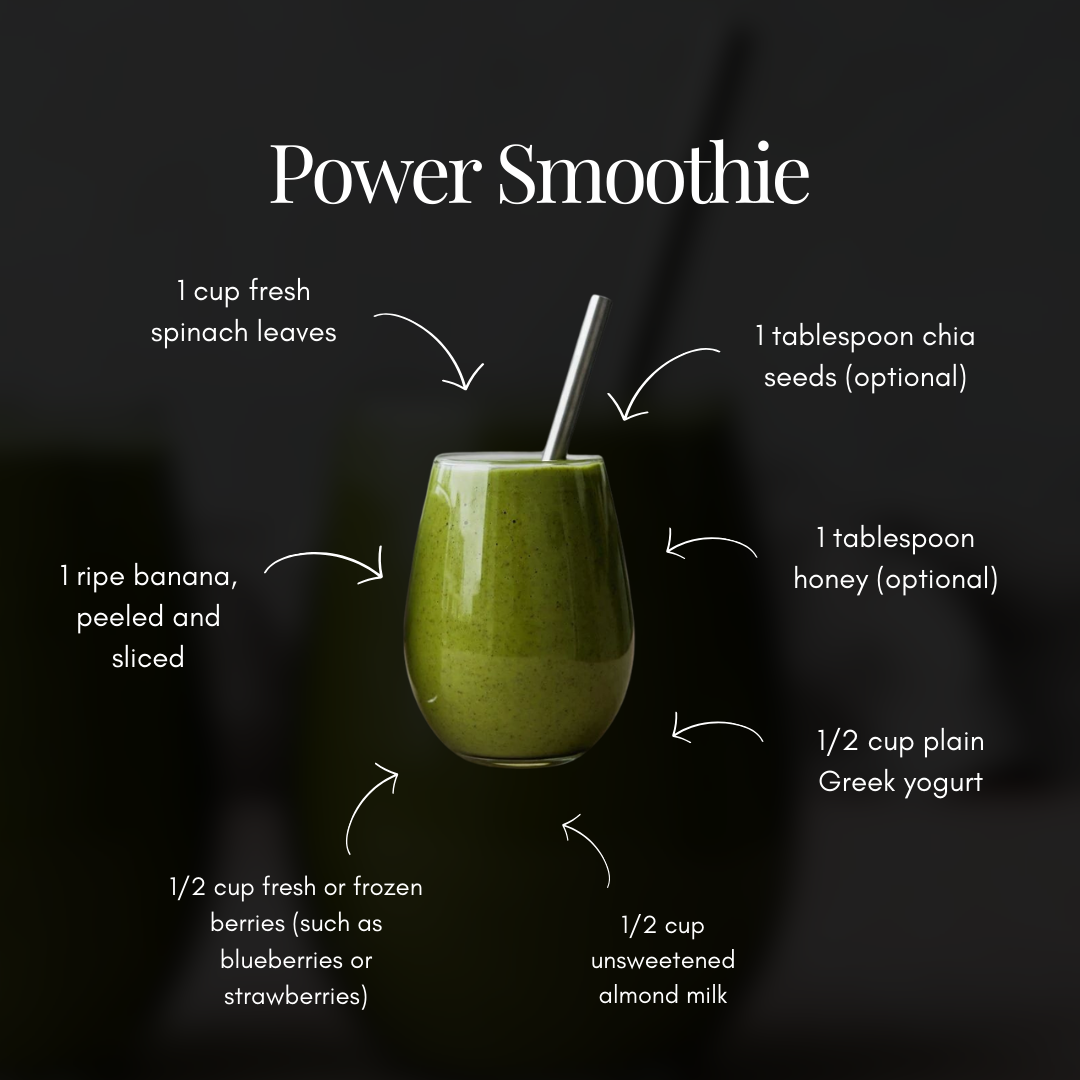 Power Smoothie
1 cup fresh
spinach leaves
1 tablespoon chia
seeds (optional)
1 tablespoon
honey (optional)
1 ripe banana,
peeled and
sliced
1/2 cup plain
Greek yogurt
1/2 cup fresh or frozen
berries (such as
blueberries or
strawberries)
1/2 cup
unsweetened
almond milk